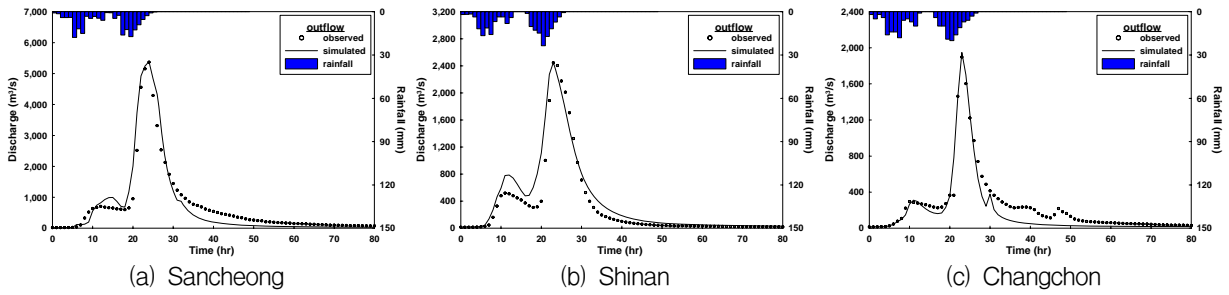 7,000
6,000
5,000
4,000
3,000
2,000
1,000
0
Discharge (m³/s)
0 10 20 30 40 50 60 70 80
Time (hr)
0
30
60
90
120
150
Rainfall (mm)
outflow
observed
simulated
rainfall
(a) Sancheong
3,200
2,800
2,400
2,000
1,600
1,200
800
400
0
Discharge (m³/s)
0 10 20 30 40 50 60 70 80
Time (hr)
0
30
60
90
120
150
Rainfall (mm)
outflow
observed
simulated
rainfall
(b) Shinan
2,400
2,000
1,600
1,200
800
400
0
Discharge (m³/s)
0 10 20 30 40 50 60 70 80
Time (hr)
0
30
60
90
120
150
Rainfall (mm)
outflow
observed
simulated
rainfall
(c) Changchon